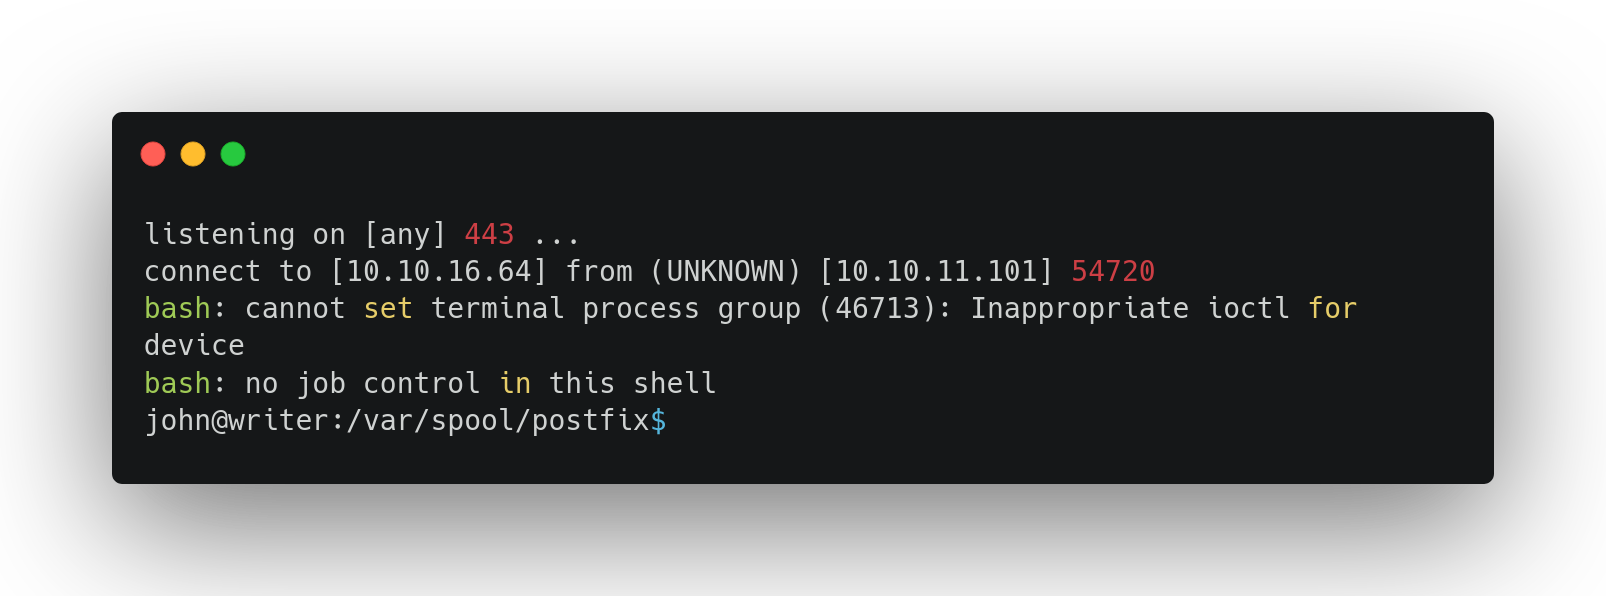 listening on [any] 443 ...
connect to [10.10.16.64] from (UNKNOWN) [10.10.11.101] 54720
bash: cannot set terminal process group (46713): Inappropriate ioctl for
device
bash: no job control in this shell
john@writer:/var/spool/postfix$